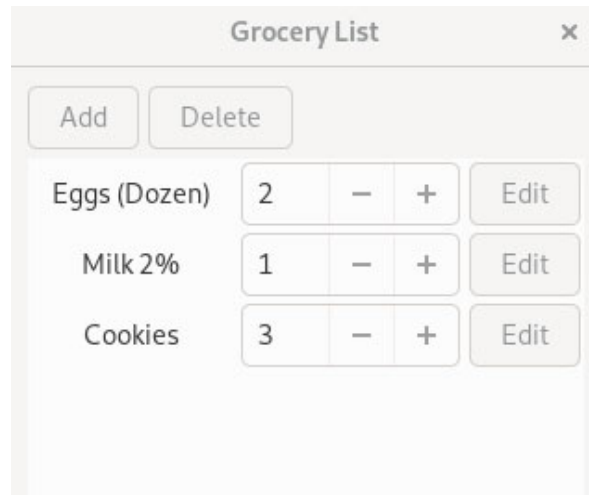 Grocery List ×
Add Delete
Eggs (Dozen) 2 − + Edit
Milk 2% 1 − + Edit
Cookies 3 − + Edit